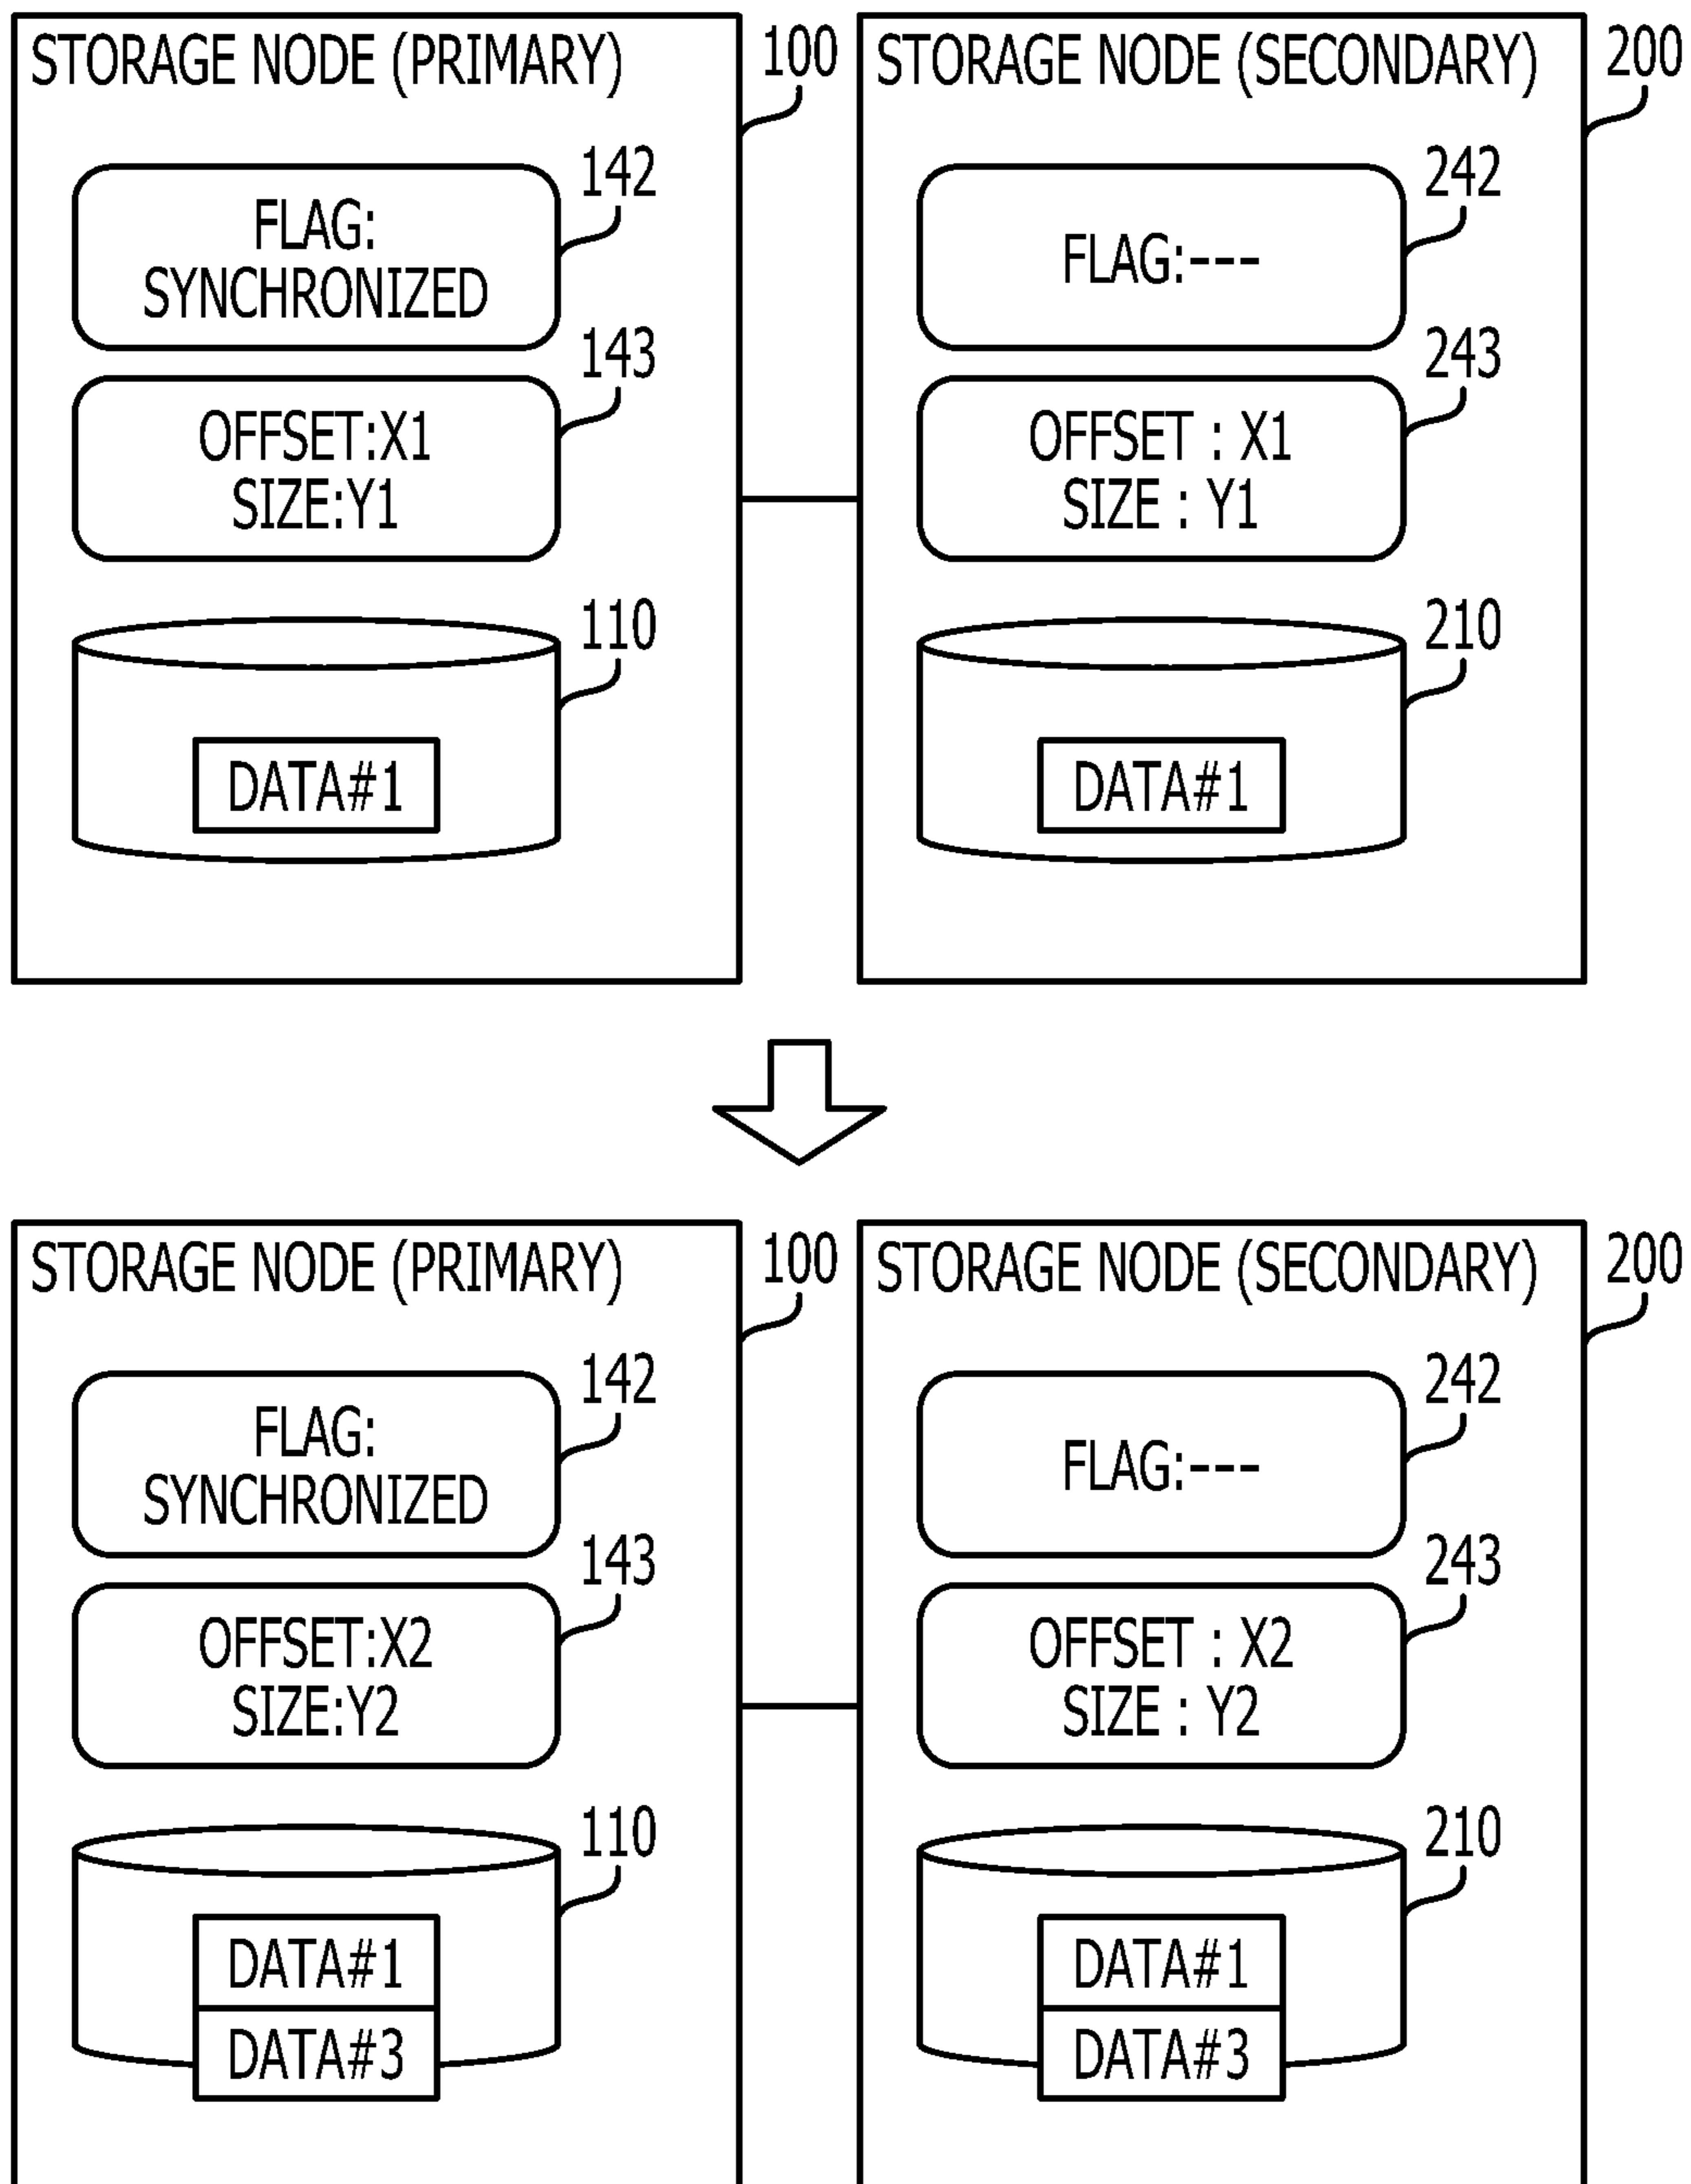 STORAGE NODE (PRIMARY)
100
142
FLAG:
SYNCHRONIZED
143
OFFSET:X1
SIZE:Y1
110
DATA#1
STORAGE NODE (SECONDARY)
200
242
FLAG:---
243
OFFSET : X1
SIZE : Y1
210
DATA#1
STORAGE NODE (PRIMARY)
100
142
FLAG:
SYNCHRONIZED
143
OFFSET:X2
SIZE:Y2
110
DATA#1
DATA#3
STORAGE NODE (SECONDARY)
200
242
FLAG:---
243
OFFSET : X2
SIZE : Y2
210
DATA#1
DATA#3